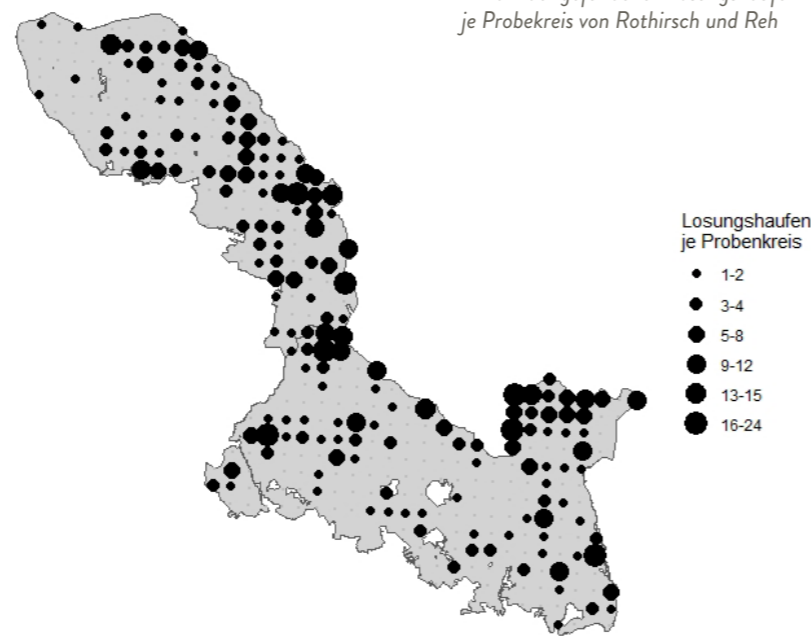 je Probekreis von Rothirsch und Reh
Losungshaufen
je Probenkreis
1-2
3-4
5-8
9-12
13-15
16-24